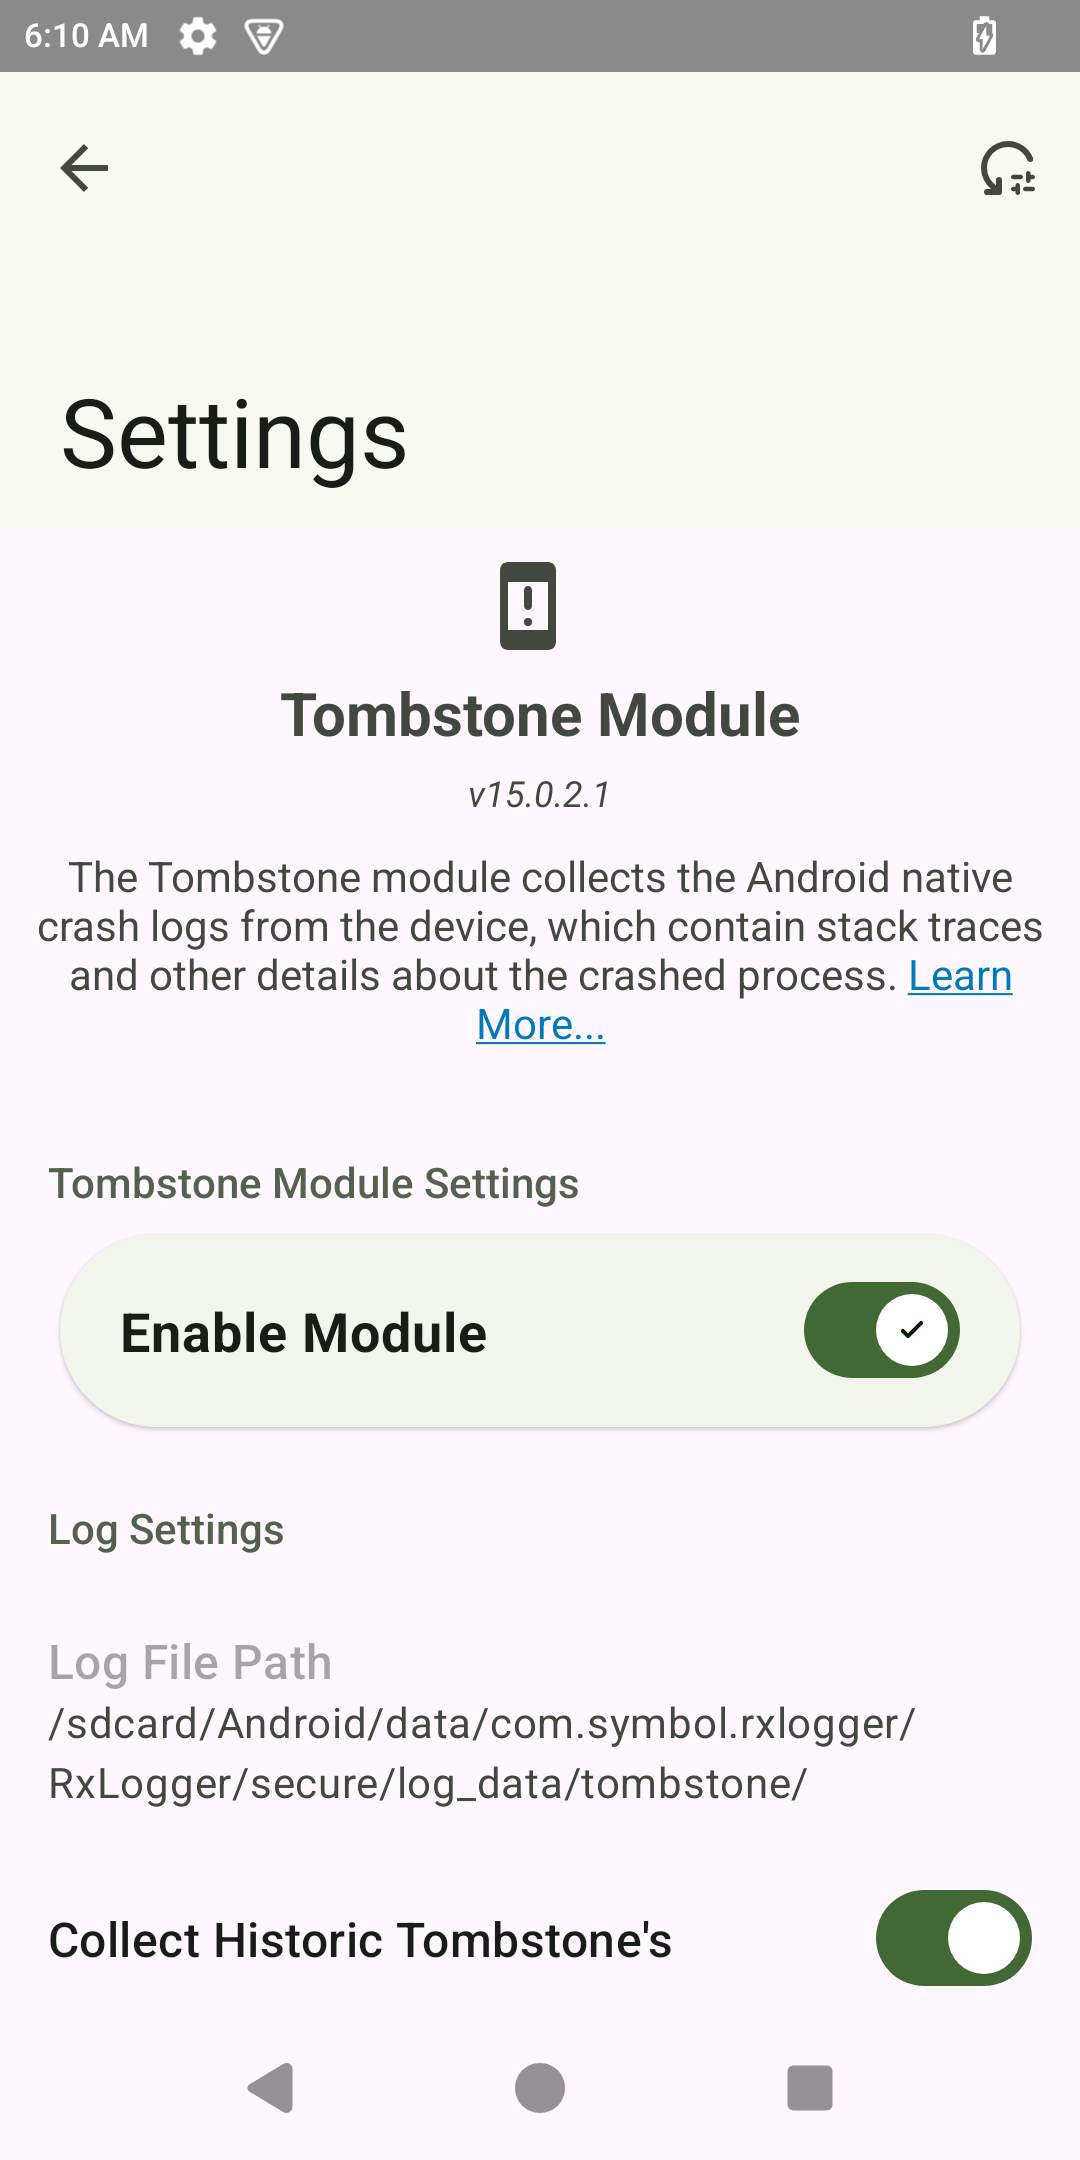 6:10 AM
Settings
Tombstone Module
v15.0.2.1
The Tombstone module collects the Android native
crash logs from the device, which contain stack traces
and other details about the crashed process. Learn
More...
Tombstone Module Settings
Enable Module
Log Settings
Log File Path
/sdcard/Android/data/com.symbol.rxlogger/
RxLogger/secure/log_data/tombstone/
Collect Historic Tombstone's